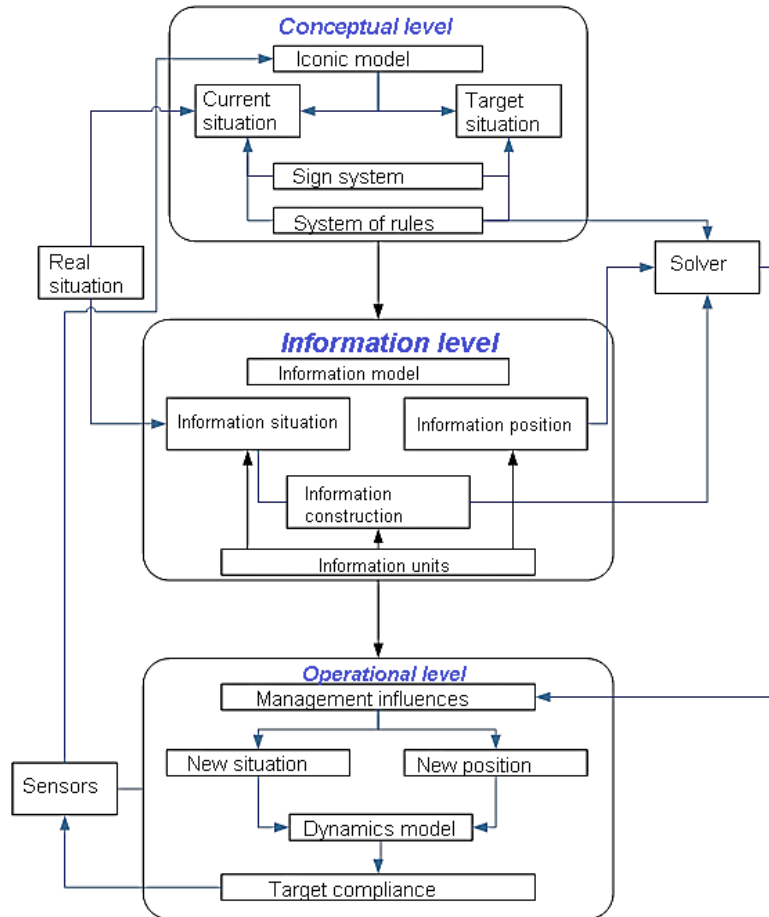 Conceptual level
Iconic model
Current
situation
Target
situation
Sign system
System of rules
Real
situation
Solver
Information level
Information model
Information situation
Information position
Information
construction
Information units
Operational level
Management influences
New situation
New position
Sensors
Dynamics model
Target compliance